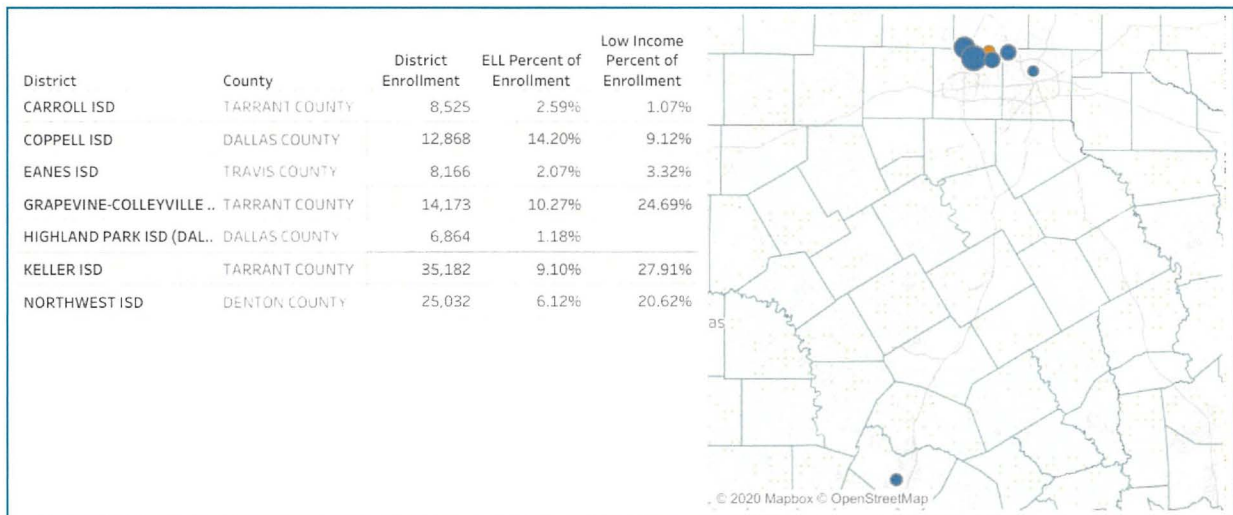 District County District Enrollment ELL Percent of Enrollment Low Income Percent of Enrollment
CARROLL ISD TARRANT COUNTY 8,525 2.59% 1.07%
COPPELL ISD DALLAS COUNTY 12,868 14.20% 9.12%
EANES ISD TRAVIS COUNTY 8,166 2.07% 3.32%
GRAPEVINE-COLLEYVILLE .. TARRANT COUNTY 14,173 10.27% 24.69%
HIGHLAND PARK ISD (DAL.. DALLAS COUNTY 6,864 1.18%
KELLER ISD TARRANT COUNTY 35,182 9.10% 27.91%
NORTHWEST ISD DENTON COUNTY 25,032 6.12% 20.62%
as
© 2020 Mapbox © OpenStreetMap